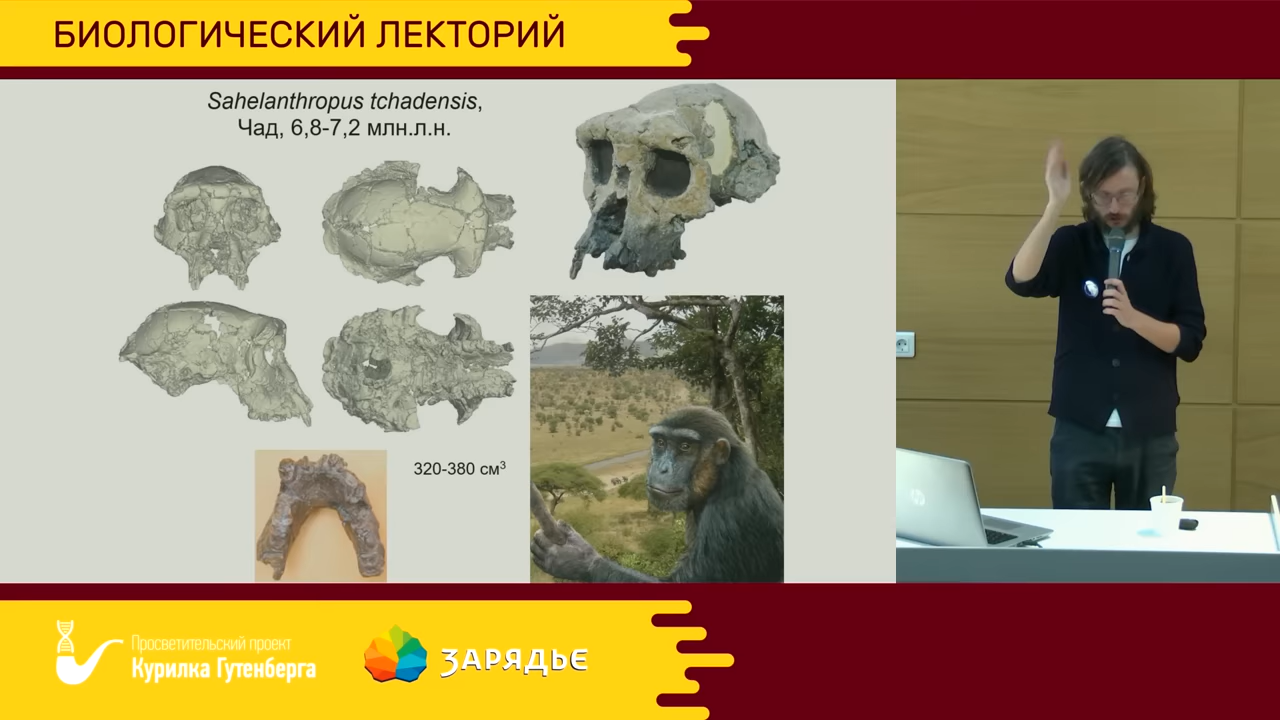 БИОЛОГИЧЕСКИЙ ЛЕКТОРИЙ
Sahelanthropus tchadensis,
Чад, 6,8-7,2 млн.л.н.
320-380 см³
Просветительский проект
Курилка Гутенберга
ЗАРЯДЬЕ